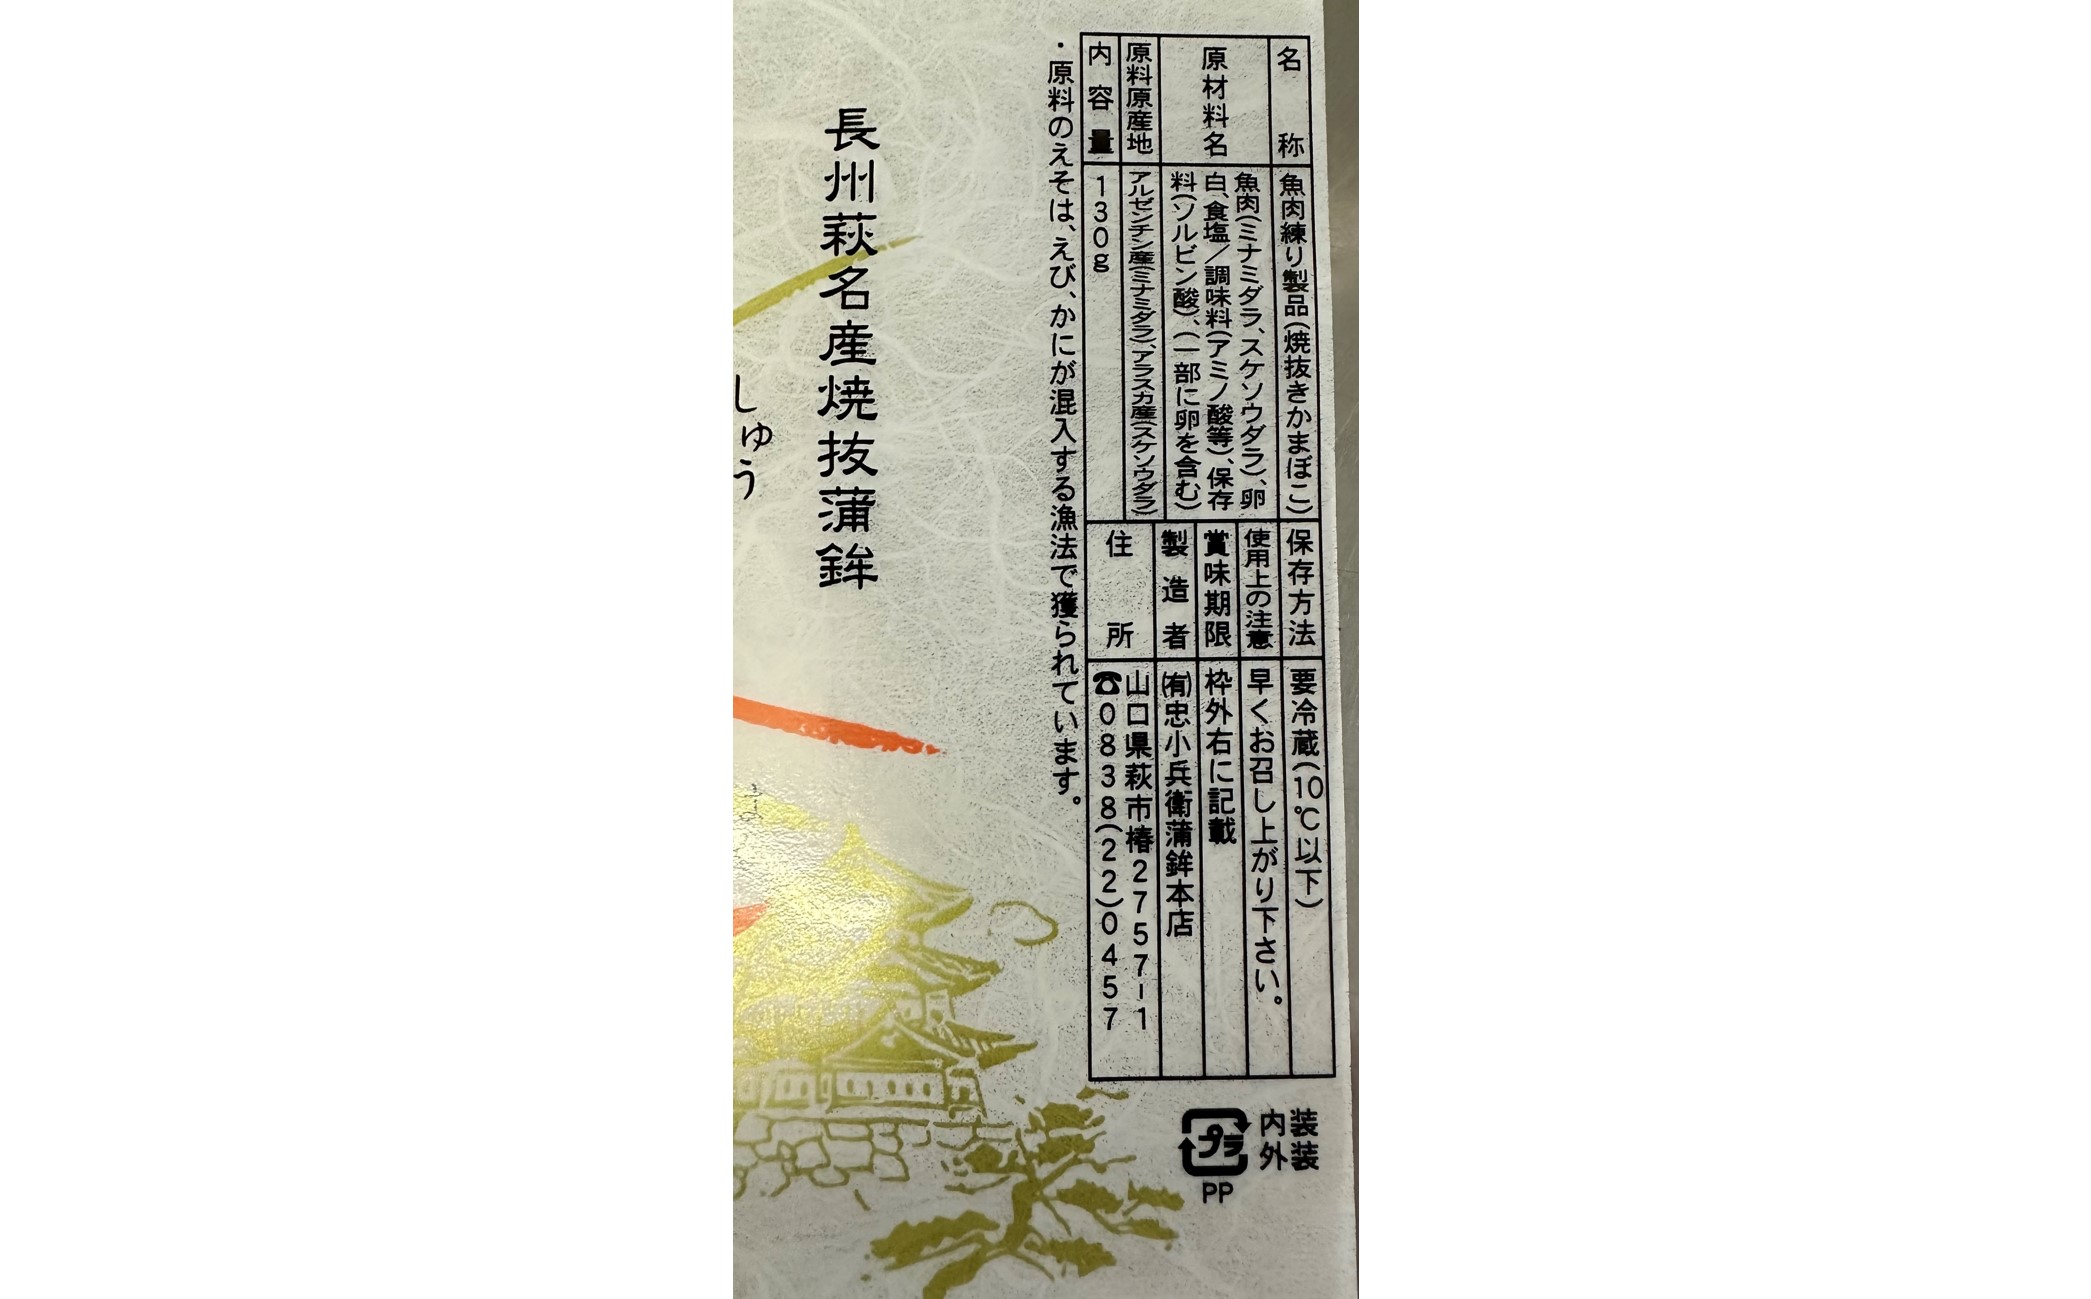 名称
魚肉練り製品(焼抜きかまぼこ)
原材料名
魚肉(ミナミダラ、スケソウダラ)、卵
白、食塩/調味料(アミノ酸等)、保存
料(ソルビン酸)、(一部に卵を含む)
原料原産地
アルゼンチン産(ミナミダラ)、アラスカ産(スケソウダラ)
内容量
130g
保存方法
要冷蔵(10℃以下)
使用上の注意
早くお召し上がり下さい。
賞味期限
枠外右に記載
製造者
㈲忠小兵衛蒲鉾本店
住所
山口県萩市椿2757-1
☎0838(22)0457
・原料のえそは、えび、かにが混入する漁法で獲られています。
長州萩名産焼抜蒲鉾
しゅう
プラ
PP
内装
外装